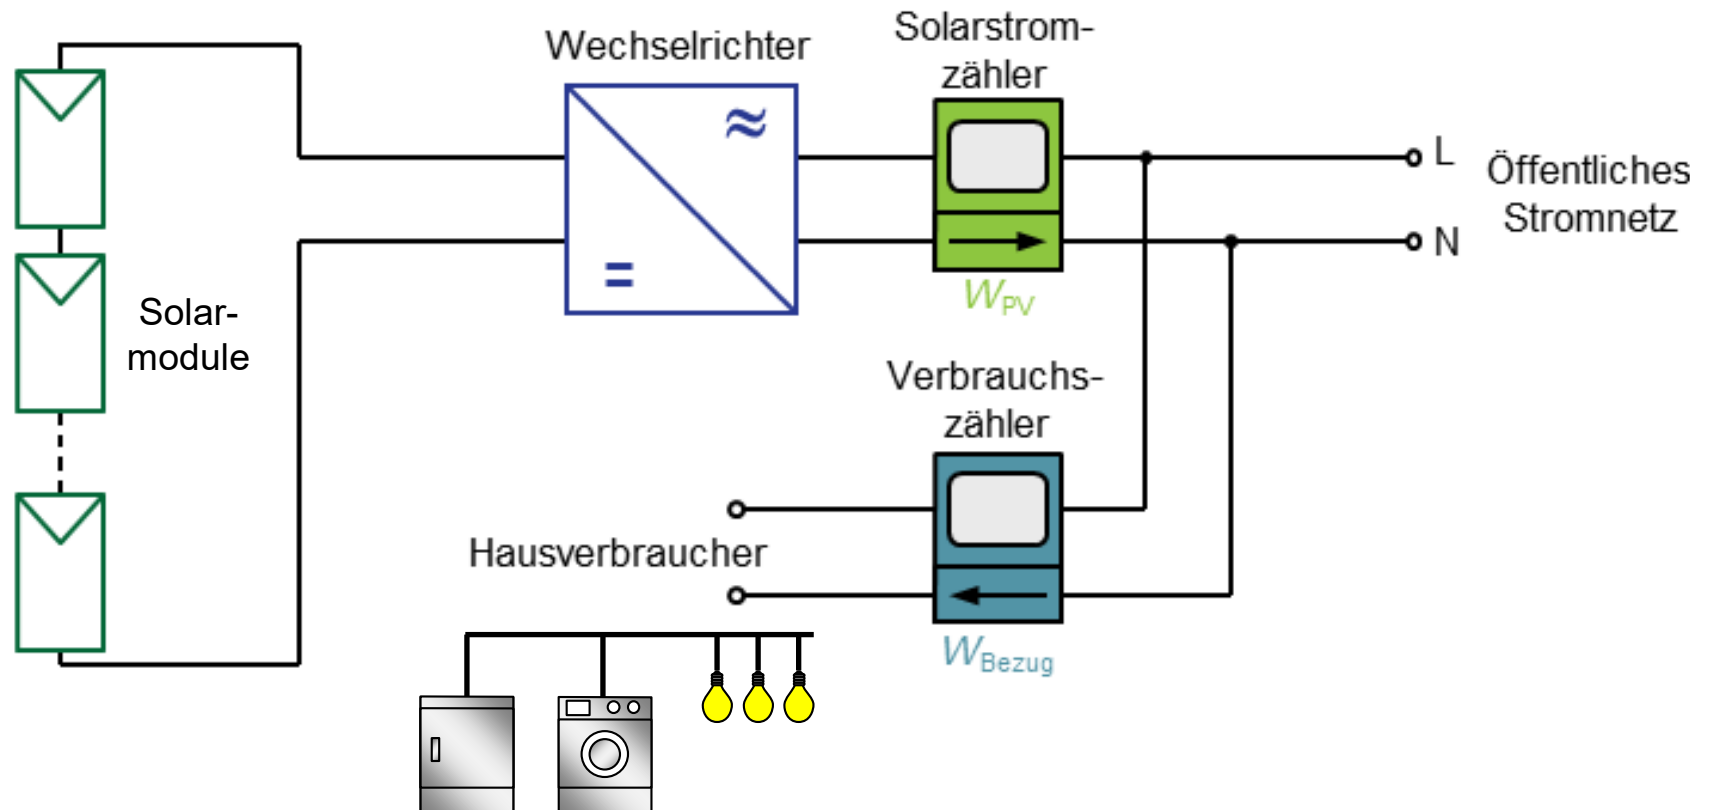 Wechselrichter
Solarstrom-
zähler
≈
=
W_PV
L
N
Öffentliches
Stromnetz
Solar-
module
Verbrauchs-
zähler
Hausverbraucher
W_Bezug